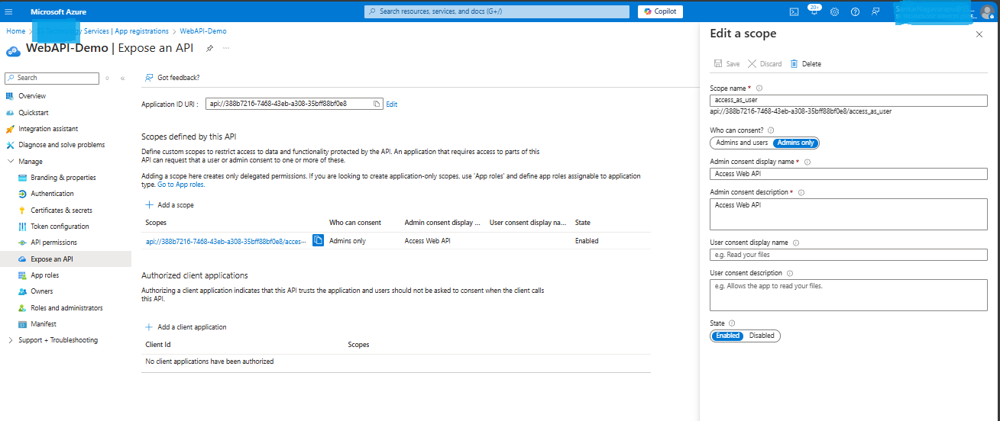 Microsoft Azure
Search resources, services, and docs (G+/)
Copilot
20+
Home > Technology Services | App registrations > WebAPI-Demo
WebAPI-Demo | Expose an API
Search
Overview
Quickstart
Integration assistant
Diagnose and solve problems
Manage
Branding & properties
Authentication
Certificates & secrets
Token configuration
API permissions
Expose an API
App roles
Owners
Roles and administrators
Manifest
Support + Troubleshooting
Got feedback?
Application ID URI : api://388b7216-7468-43eb-a308-35bff88bf0e8 Edit
Scopes defined by this API
Define custom scopes to restrict access to data and functionality protected by the API. An application that requires access to parts of this
API can request that a user or admin consent to one or more of these.
Adding a scope here creates only delegated permissions. If you are looking to create application-only scopes, use 'App roles' and define app roles assignable to application
type. Go to App roles.
Add a scope
Scopes Who can consent Admin consent display ... User consent display na... State
api://388b7216-7468-43eb-a308-35bff88bf0e8/acces... Admins only Access Web API Enabled
Authorized client applications
Authorizing a client application indicates that this API trusts the application and users should not be asked to consent when the client calls
this API.
Add a client application
Client Id Scopes
No client applications have been authorized
Edit a scope
Save Discard Delete
Scope name *
access_as_user
api://388b7216-7468-43eb-a308-35bff88bf0e8/access_as_user
Who can consent?
Admins and users Admins only
Admin consent display name *
Access Web API
Admin consent description *
Access Web API
User consent display name
e.g. Read your files
User consent description
e.g. Allows the app to read your files.
State
Enabled Disabled